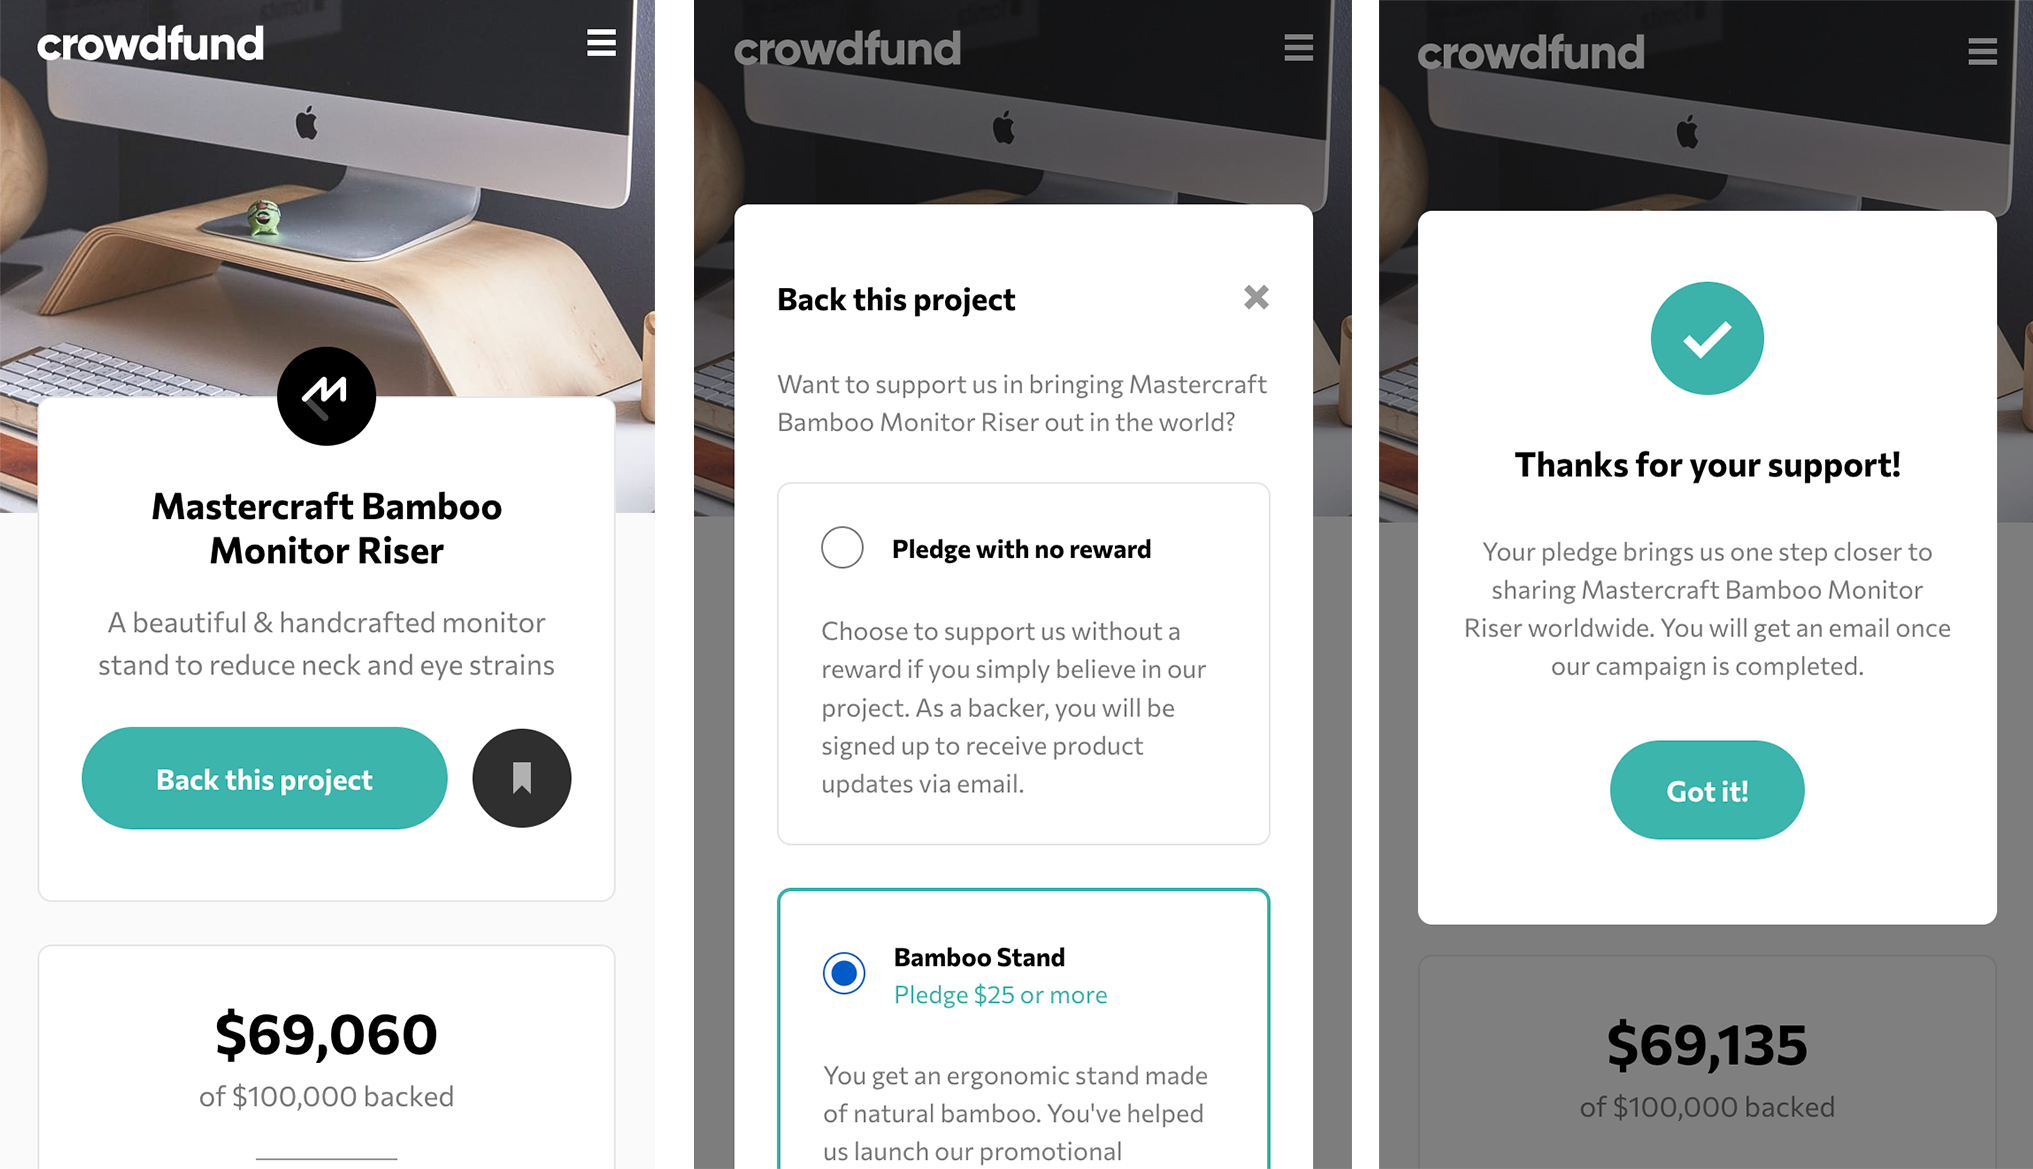 crowdfund
Mastercraft Bamboo
Monitor Riser
A beautiful & handcrafted monitor
stand to reduce neck and eye strains
Back this project
$69,060
of $100,000 backed
crowdfund
Back this project
Want to support us in bringing Mastercraft
Bamboo Monitor Riser out in the world?
Pledge with no reward
Choose to support us without a
reward if you simply believe in our
project. As a backer, you will be
signed up to receive product
updates via email.
Bamboo Stand
Pledge $25 or more
You get an ergonomic stand made
of natural bamboo. You've helped
us launch our promotional
crowdfund
Thanks for your support!
Your pledge brings us one step closer to
sharing Mastercraft Bamboo Monitor
Riser worldwide. You will get an email once
our campaign is completed.
Got it!
$69,135
of $100,000 backed